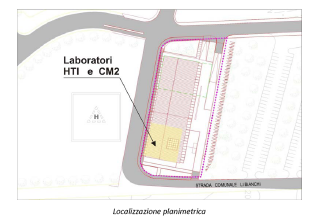 Laboratori
HTI e CM2
H
STRADA COMUNALE LIBIANCHI
Localizzazione planimetrica